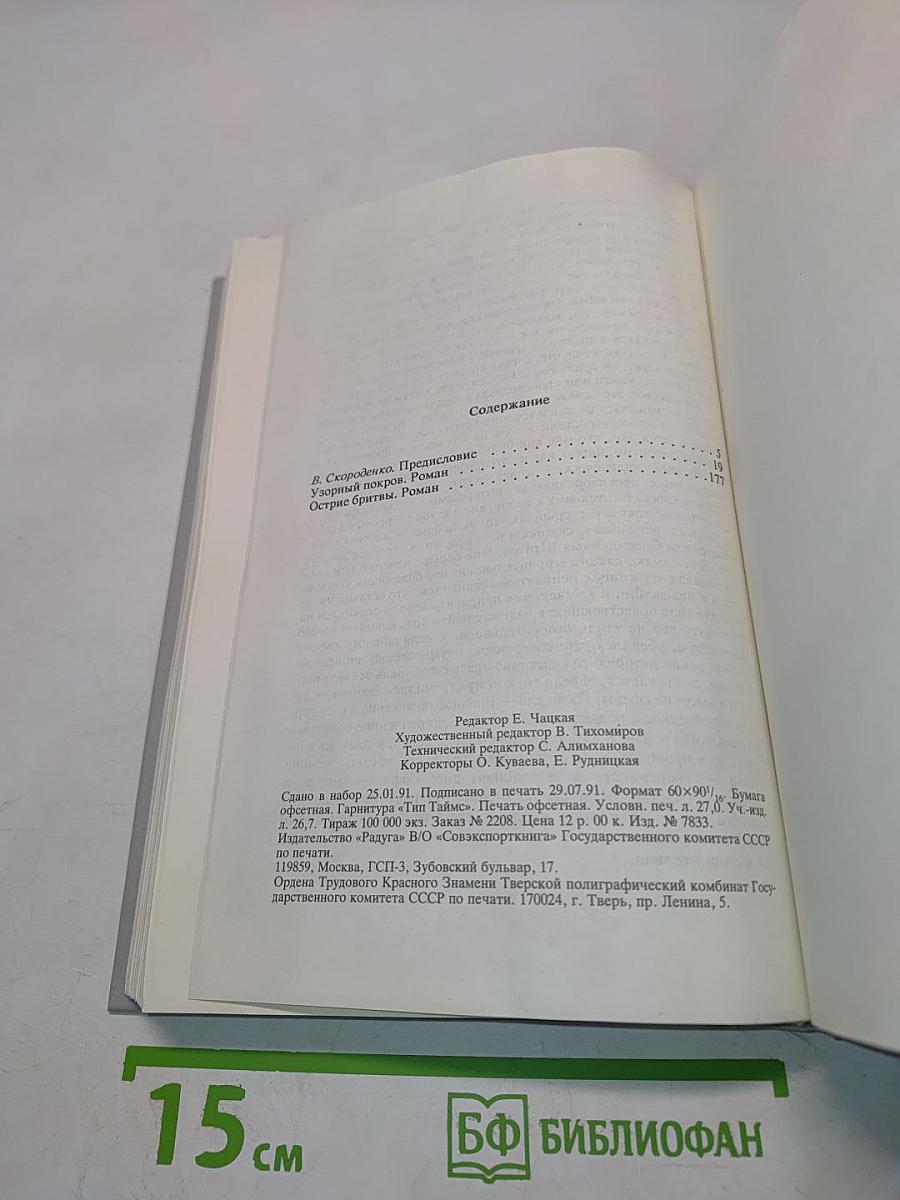 Содержание
В. Скороденко. Предисловие . . . . . . . . . . . . . . . . . . . . . 5
Узорный покров. Роман . . . . . . . . . . . . . . . . . . . . . . 19
Острие бритвы. Роман . . . . . . . . . . . . . . . . . . . . . . .177
Редактор Е. Чацкая
Художественный редактор В. Тихомиров
Технический редактор С. Алимханова
Корректоры О. Куваева, Е. Рудницкая
Сдано в набор 25.01.91. Подписано в печать 29.07.91. Формат 60×90¹/₁₆. Бумага
офсетная. Гарнитура «Тип Таймс». Печать офсетная. Условн. печ. л. 27,0. Уч.-изд.
л. 26,7. Тираж 100 000 экз. Заказ № 2208. Цена 12 р. 00 к. Изд. № 7833.
Издательство «Радуга» В/О «Совэкспорткнига» Государственного комитета СССР
по печати.
119859, Москва, ГСП-3, Зубовский бульвар, 17.
Ордена Трудового Красного Знамени Тверской полиграфический комбинат Госу-
дарственного комитета СССР по печати. 170024, г. Тверь, пр. Ленина, 5.
15 см
БФ БИБЛИОФАН